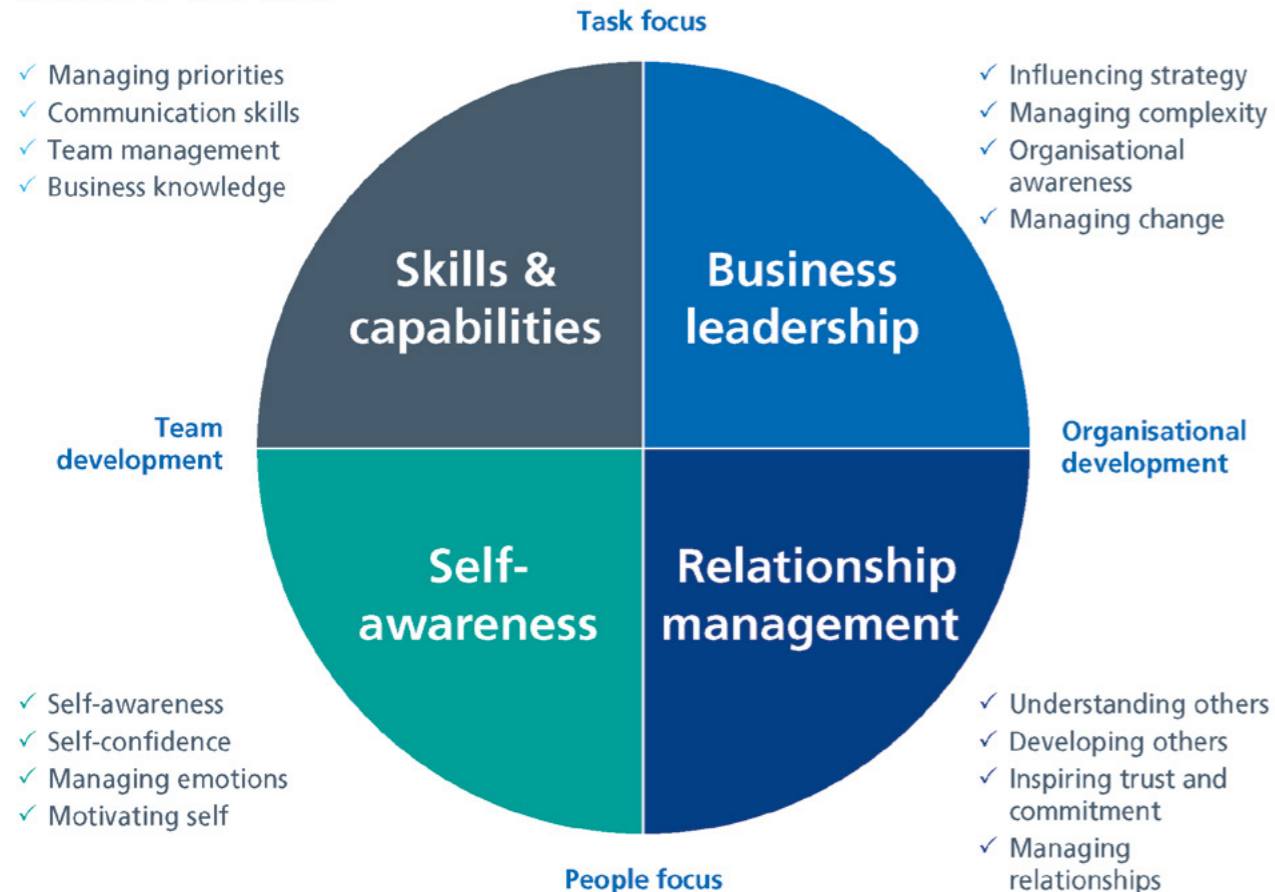 Task focus
✓ Managing priorities
✓ Communication skills
✓ Team management
✓ Business knowledge
✓ Influencing strategy
✓ Managing complexity
✓ Organisational
awareness
✓ Managing change
Skills &
capabilities
Business
leadership
Team
development
Organisational
development
Self-
awareness
Relationship
management
✓ Self-awareness
✓ Self-confidence
✓ Managing emotions
✓ Motivating self
✓ Understanding others
✓ Developing others
✓ Inspiring trust and
commitment
✓ Managing
relationships
People focus